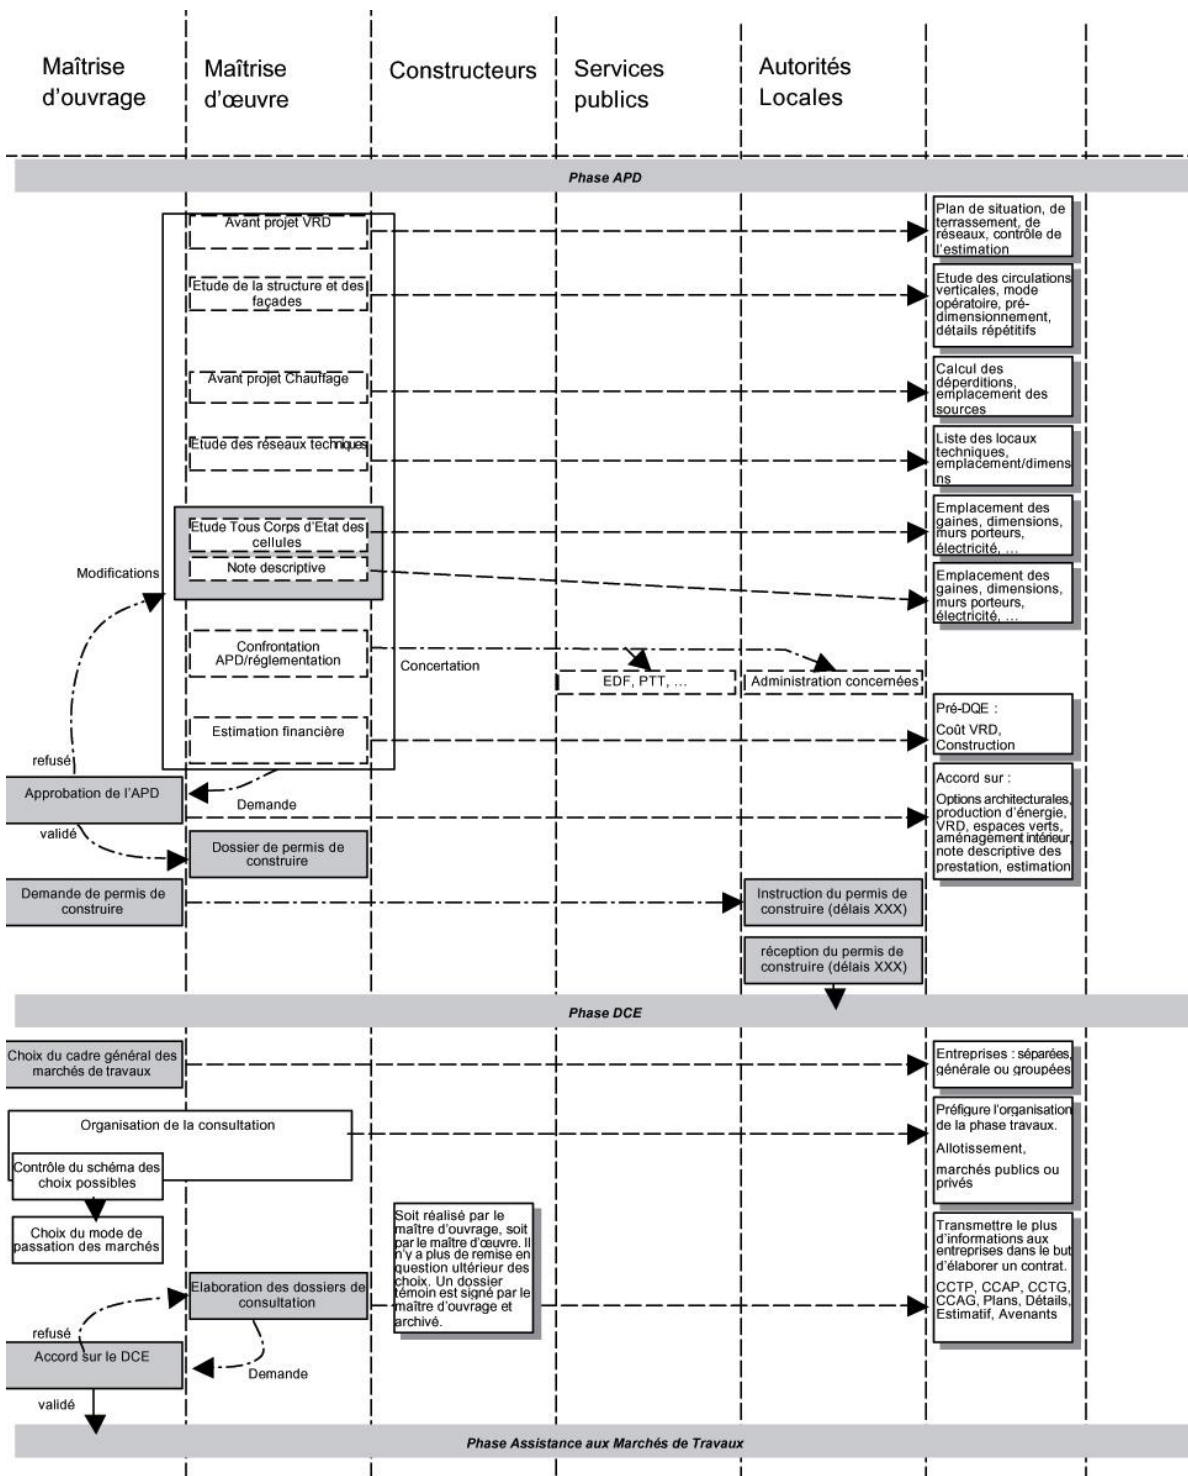 Maîtrise
d'ouvrage
Maîtrise
d'œuvre
Constructeurs
Services
publics
Autorités
Locales
Phase APD
Avant projet VRD
Plan de situation, de
terrassement, de
réseaux, contrôle de
l'estimation
Etude de la structure et des
façades
Etude des circulations
verticales, mode
opératoire, pré-
dimensionnement,
détails répétitifs
Avant projet Chauffage
Calcul des
déperditions,
emplacement des
sources
Etude des réseaux techniques
Liste des locaux
techniques,
emplacement/dimens
ns
Etude Tous Corps d'Etat des
cellules
Emplacement des
gaines, dimensions,
murs porteurs,
électricité, …
Note descriptive
Emplacement des
gaines, dimensions,
murs porteurs,
électricité, …
Modifications
Confrontation
APD/réglementation
Concertation
EDF, PTT, …
Administration concernées
Estimation financière
Pré-DQE :
Coût VRD,
Construction
refusé
Approbation de l'APD
Demande
validé
Accord sur :
Options architecturales,
production d'énergie,
VRD, espaces verts,
aménagement intérieur,
note descriptive des
prestation, estimation
Dossier de permis de
construire
Demande de permis de
construire
Instruction du permis de
construire (délais XXX)
réception du permis de
construire (délais XXX)
Phase DCE
Choix du cadre général des
marchés de travaux
Entreprises : séparées,
générale ou groupées
Organisation de la consultation
Préfigure l'organisation
de la phase travaux.
Allotissement,
marchés publics ou
privés
Contrôle du schéma des
choix possibles
Choix du mode de
passation des marchés
Soit réalisé par le
maître d'ouvrage, soit
par le maître d'œuvre. Il
n'y a plus de remise en
question ultérieur des
choix. Un dossier
témoin est signé par le
maître d'ouvrage et
archivé.
Transmettre le plus
d'informations aux
entreprises dans le but
d'élaborer un contrat.
CCTP, CCAP, CCTG,
CCAG, Plans, Détails,
Estimatif, Avenants
Elaboration des dossiers de
consultation
refusé
Accord sur le DCE
Demande
validé
Phase Assistance aux Marchés de Travaux